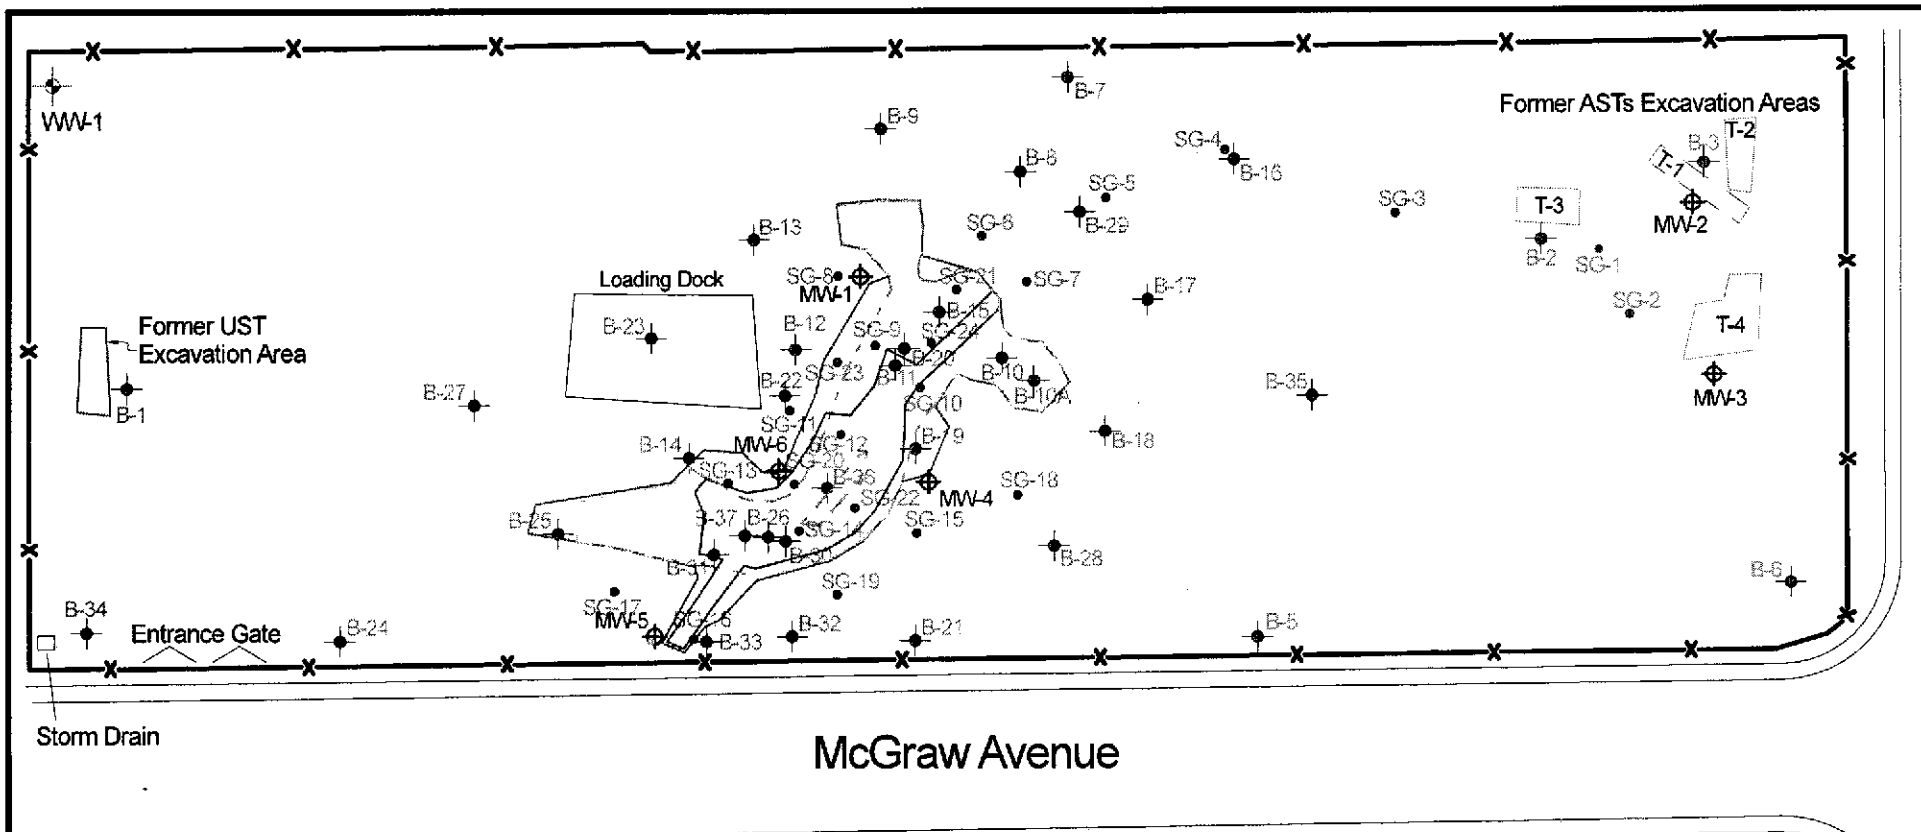 B-7
Former ASTs Excavation Areas
WW-1
B-9
T-2
SG-4
B-3
B-16
T-1
B-8
SG-5
SG-3
T-3
MW-2
B-29
B-13
SG-6
B-2
SG-1
Loading Dock
SG-8
MW-1
SG-21
SG-7
B-17
SG-2
B-15
T-4
Former UST
Excavation Area
B-23
B-12
SG-9
SG-24
B-20
SG-23
B-11
B-10
B-10A
B-1
B-27
B-22
SG-10
B-35
MW-3
SG-11
B-14
MW-6
SG-12
B-19
B-18
SG-13
SG-20
B-36
MW-4
SG-18
SG-22
B-25
B-37
B-26
SG-14
SG-15
B-30
B-31
B-28
B-6
SG-17
SG-19
B-34
Entrance Gate
B-24
MW-5
SG-16
B-33
B-32
B-21
B-5
Storm Drain
McGraw Avenue